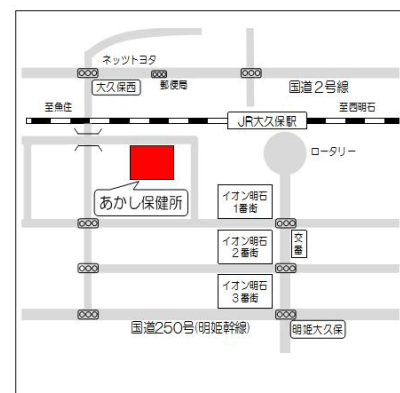 ネッツトヨタ
大久保西
郵便局
国道2号線
至魚住
JR大久保駅
至西明石
ロータリー
あかし保健所
イオン明石
1番街
イオン明石
2番街
交
番
イオン明石
3番街
国道250号(明姫幹線)
明姫大久保